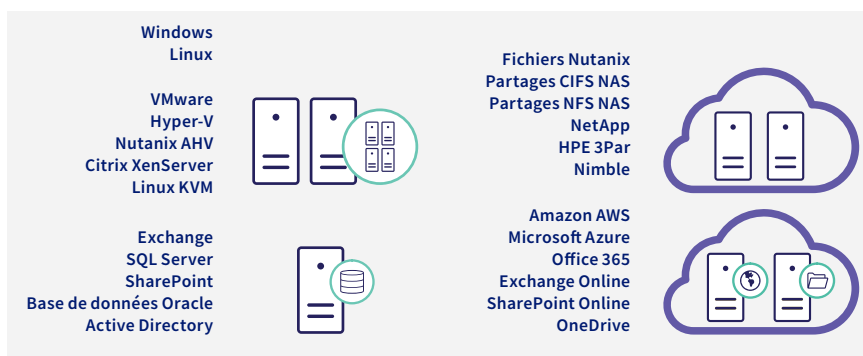 Windows
Linux
VMware
Hyper-V
Nutanix AHV
Citrix XenServer
Linux KVM
Exchange
SQL Server
SharePoint
Base de données Oracle
Active Directory
Fichiers Nutanix
Partages CIFS NAS
Partages NFS NAS
NetApp
HPE 3Par
Nimble
Amazon AWS
Microsoft Azure
Office 365
Exchange Online
SharePoint Online
OneDrive